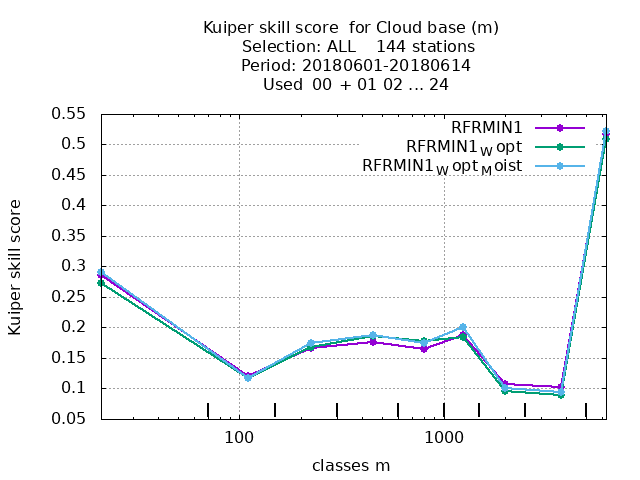 Kuiper skill score  for Cloud base (m)
Selection: ALL    144 stations
Period: 20180601-20180614
Used  00  + 01 02 ... 24
0.55
0.5
0.45
0.4
0.35
0.3
0.25
0.2
0.15
0.1
0.05
Kuiper skill score
RFRMIN1
RFRMIN1_W opt
RFRMIN1_W opt_M oist
100
1000
classes m